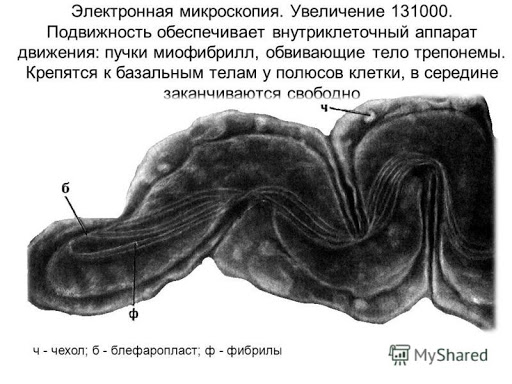 Электронная микроскопия. Увеличение 131000.
Подвижность обеспечивает внутриклеточный аппарат
движения: пучки миофибрилл, обвивающие тело трепонемы.
Крепятся к базальным телам у полюсов клетки, в середине
заканчиваются свободно
ч
б
ф
ч - чехол; б - блефаропласт; ф - фибрилы
MyShared